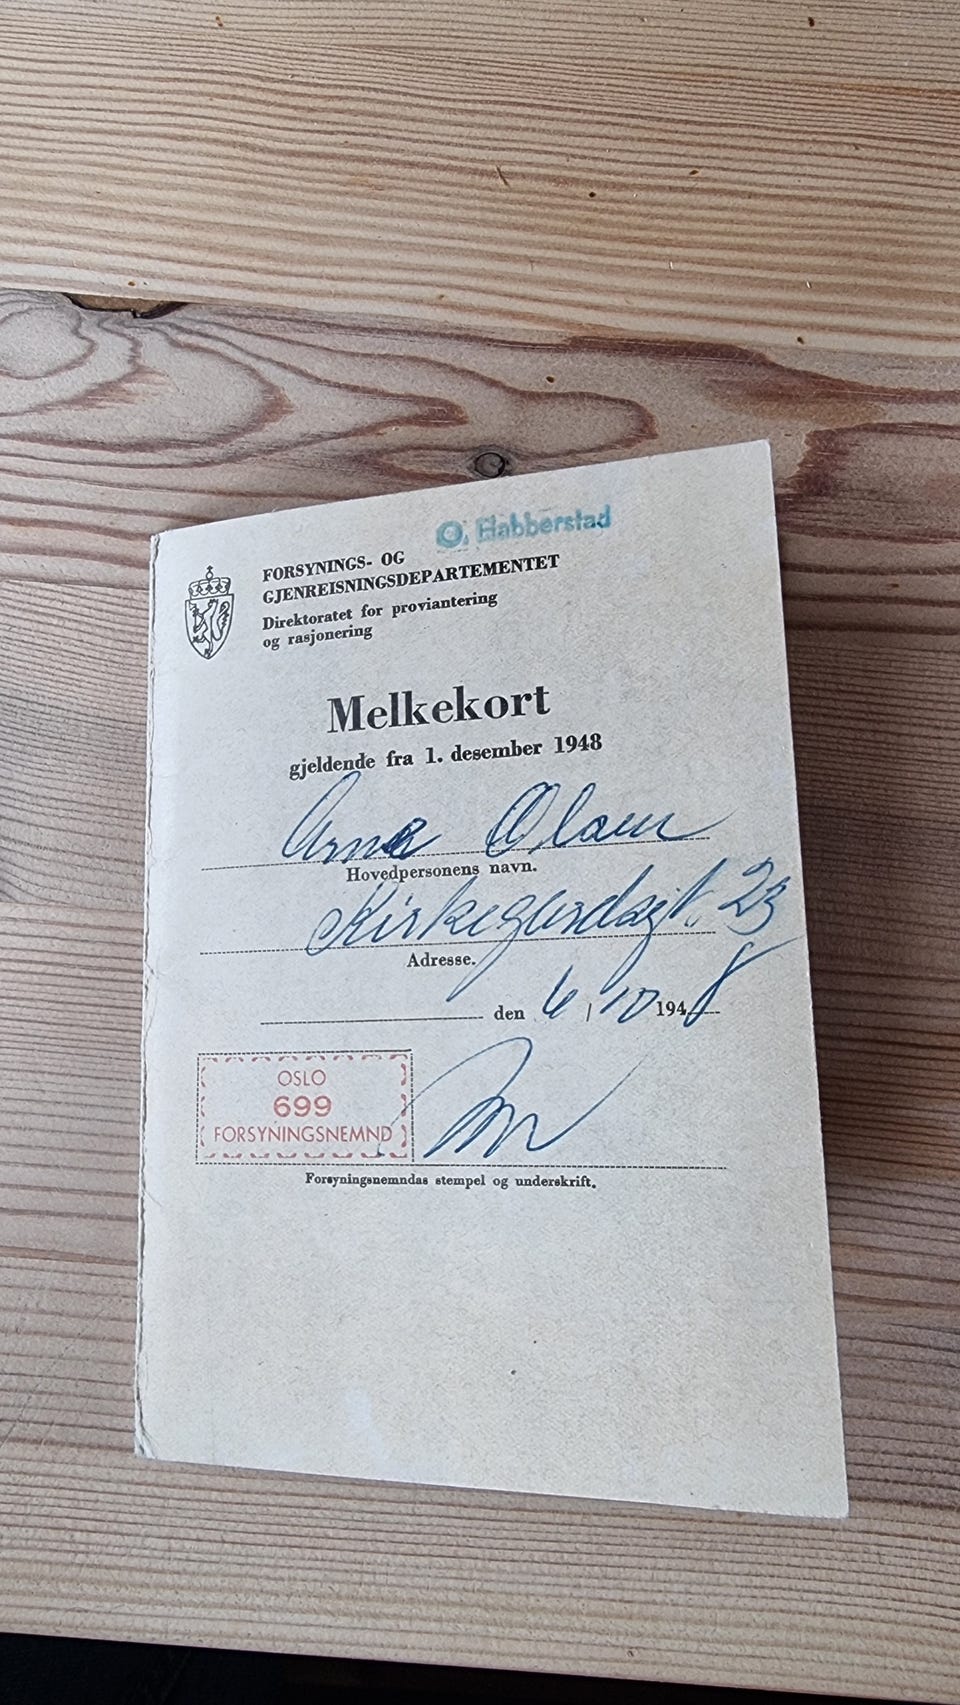 O. Habberstad
FORSYNINGS- OG
GJENREISNINGSDEPARTEMENTET
Direktoratet for proviantering
og rasjonering
Melkekort
gjeldende fra 1. desember 1948
Arne Olsen
Hovedpersonens navn.
Kirkegårdsgt. 23
Adresse.
den 6/10 1948
OSLO
699
FORSYNINGSNEMND
Forsyningsnemndas stempel og underskrift.